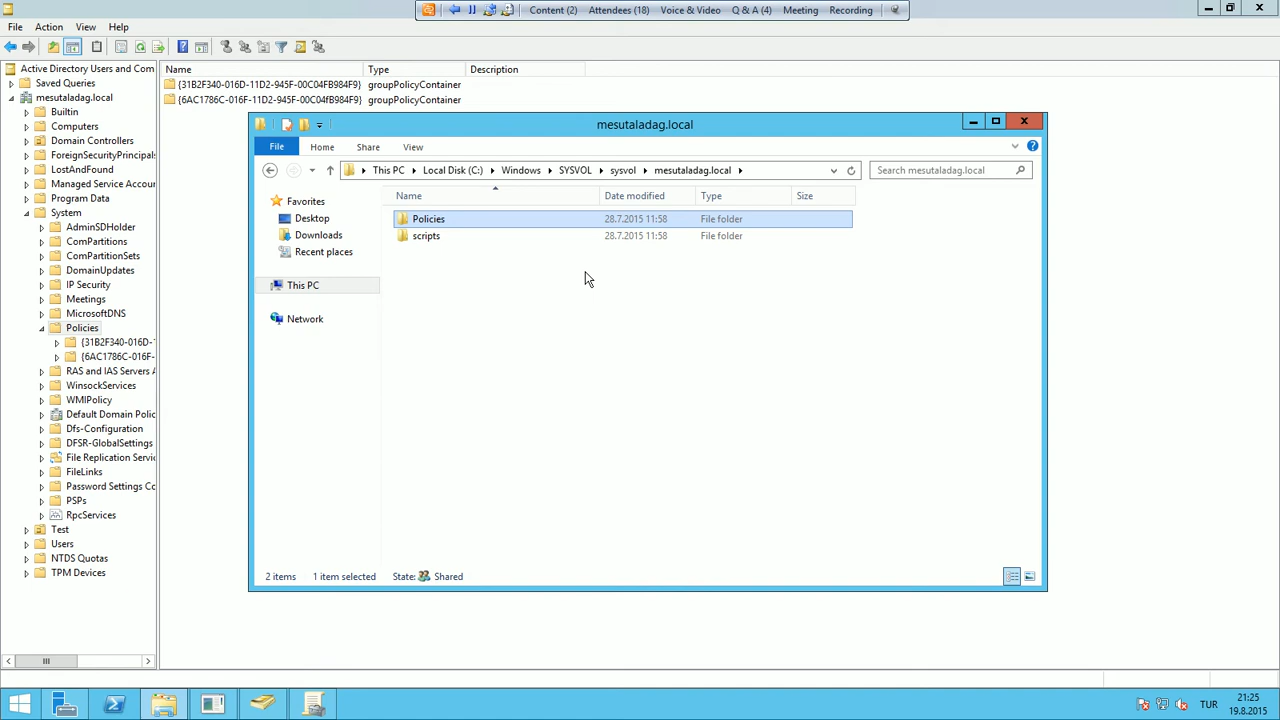 Content (2) Attendees (18) Voice & Video Q & A (4) Meeting Recording
File Action View Help
Active Directory Users and Com
Saved Queries
mesutaladag.local
Builtin
Computers
Domain Controllers
ForeignSecurityPrincipals
LostAndFound
Managed Service Accour
Program Data
System
AdminSDHolder
ComPartitions
ComPartitionSets
DomainUpdates
IP Security
Meetings
MicrosoftDNS
Policies
{31B2F340-016D-1
{6AC1786C-016F-
RAS and IAS Servers A
WinsockServices
WMIPolicy
Default Domain Polic
Dfs-Configuration
DFSR-GlobalSettings
File Replication Servic
FileLinks
Password Settings Co
PSPs
RpcServices
Test
Users
NTDS Quotas
TPM Devices
Name Type Description
{31B2F340-016D-11D2-945F-00C04FB984F9} groupPolicyContainer
{6AC1786C-016F-11D2-945F-00C04fB984F9} groupPolicyContainer
mesutaladag.local
File Home Share View
This PC Local Disk (C:) Windows SYSVOL sysvol mesutaladag.local
Search mesutaladag.local
Favorites
Desktop
Downloads
Recent places
This PC
Network
Name Date modified Type Size
Policies 28.7.2015 11:58 File folder
scripts 28.7.2015 11:58 File folder
2 items 1 item selected State: Shared
TUR
21:25
19.8.2015